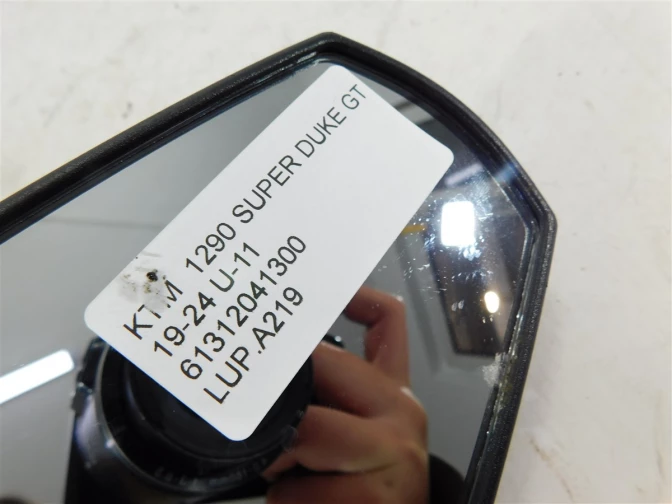 KTM 1290 SUPER DUKE GT
19-24 U-11
61312041300
LUP.A219